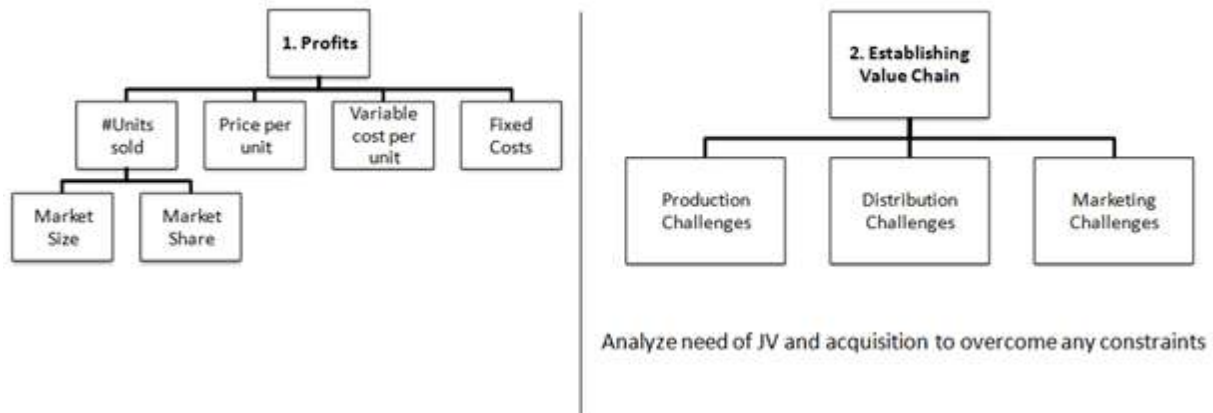 1. Profits
#Units
sold
Price per
unit
Variable
cost per
unit
Fixed
Costs
Market
Size
Market
Share
2. Establishing
Value Chain
Production
Challenges
Distribution
Challenges
Marketing
Challenges
Analyze need of JV and acquisition to overcome any constraints